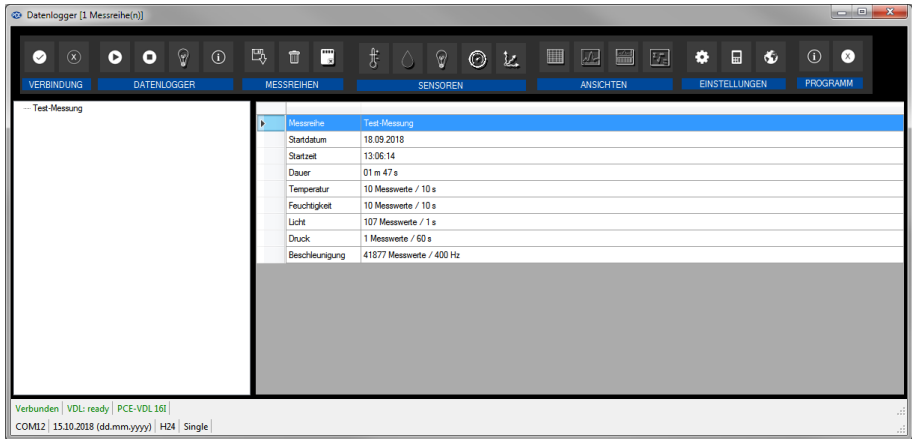 Datenlogger [1 Messreihe(n)]
VERBINDUNG DATENLOGGER MESSREIHEN SENSOREN ANSICHTEN EINSTELLUNGEN PROGRAMM
Test-Messung
Messreihe Test-Messung
Startdatum 18.09.2018
Startzeit 13:06:14
Dauer 01 m 47 s
Temperatur 10 Messwerte / 10 s
Feuchtigkeit 10 Messwerte / 10 s
Licht 107 Messwerte / 1 s
Druck 1 Messwerte / 60 s
Beschleunigung 41877 Messwerte / 400 Hz
Verbunden VDL: ready PCE-VDL 16I
COM12 15.10.2018 (dd.mm.yyyy) H24 Single